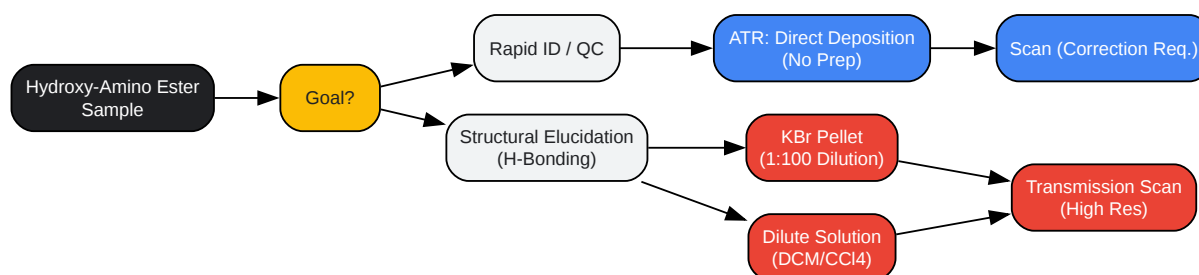 Hydroxy-Amino Ester
Sample
Goal?
Rapid ID / QC
ATR: Direct Deposition
(No Prep)
Scan (Correction Req.)
Structural Elucidation
(H-Bonding)
KBr Pellet
(1:100 Dilution)
Dilute Solution
(DCM/CCl4)
Transmission Scan
(High Res)